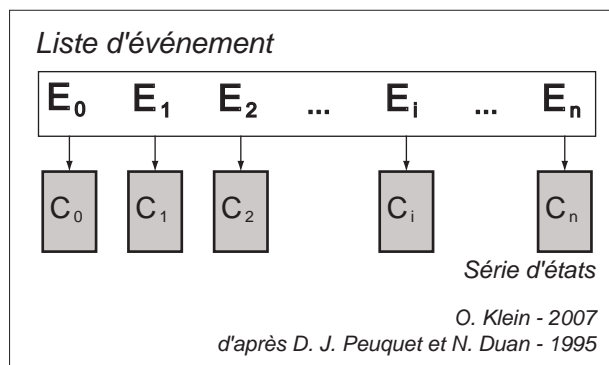 Liste d'événement
E0 E1 E2 ... Ei ... En
C0 C1 C2 Ci Cn
Série d'états
O. Klein - 2007
d'après D. J. Peuquet et N. Duan - 1995